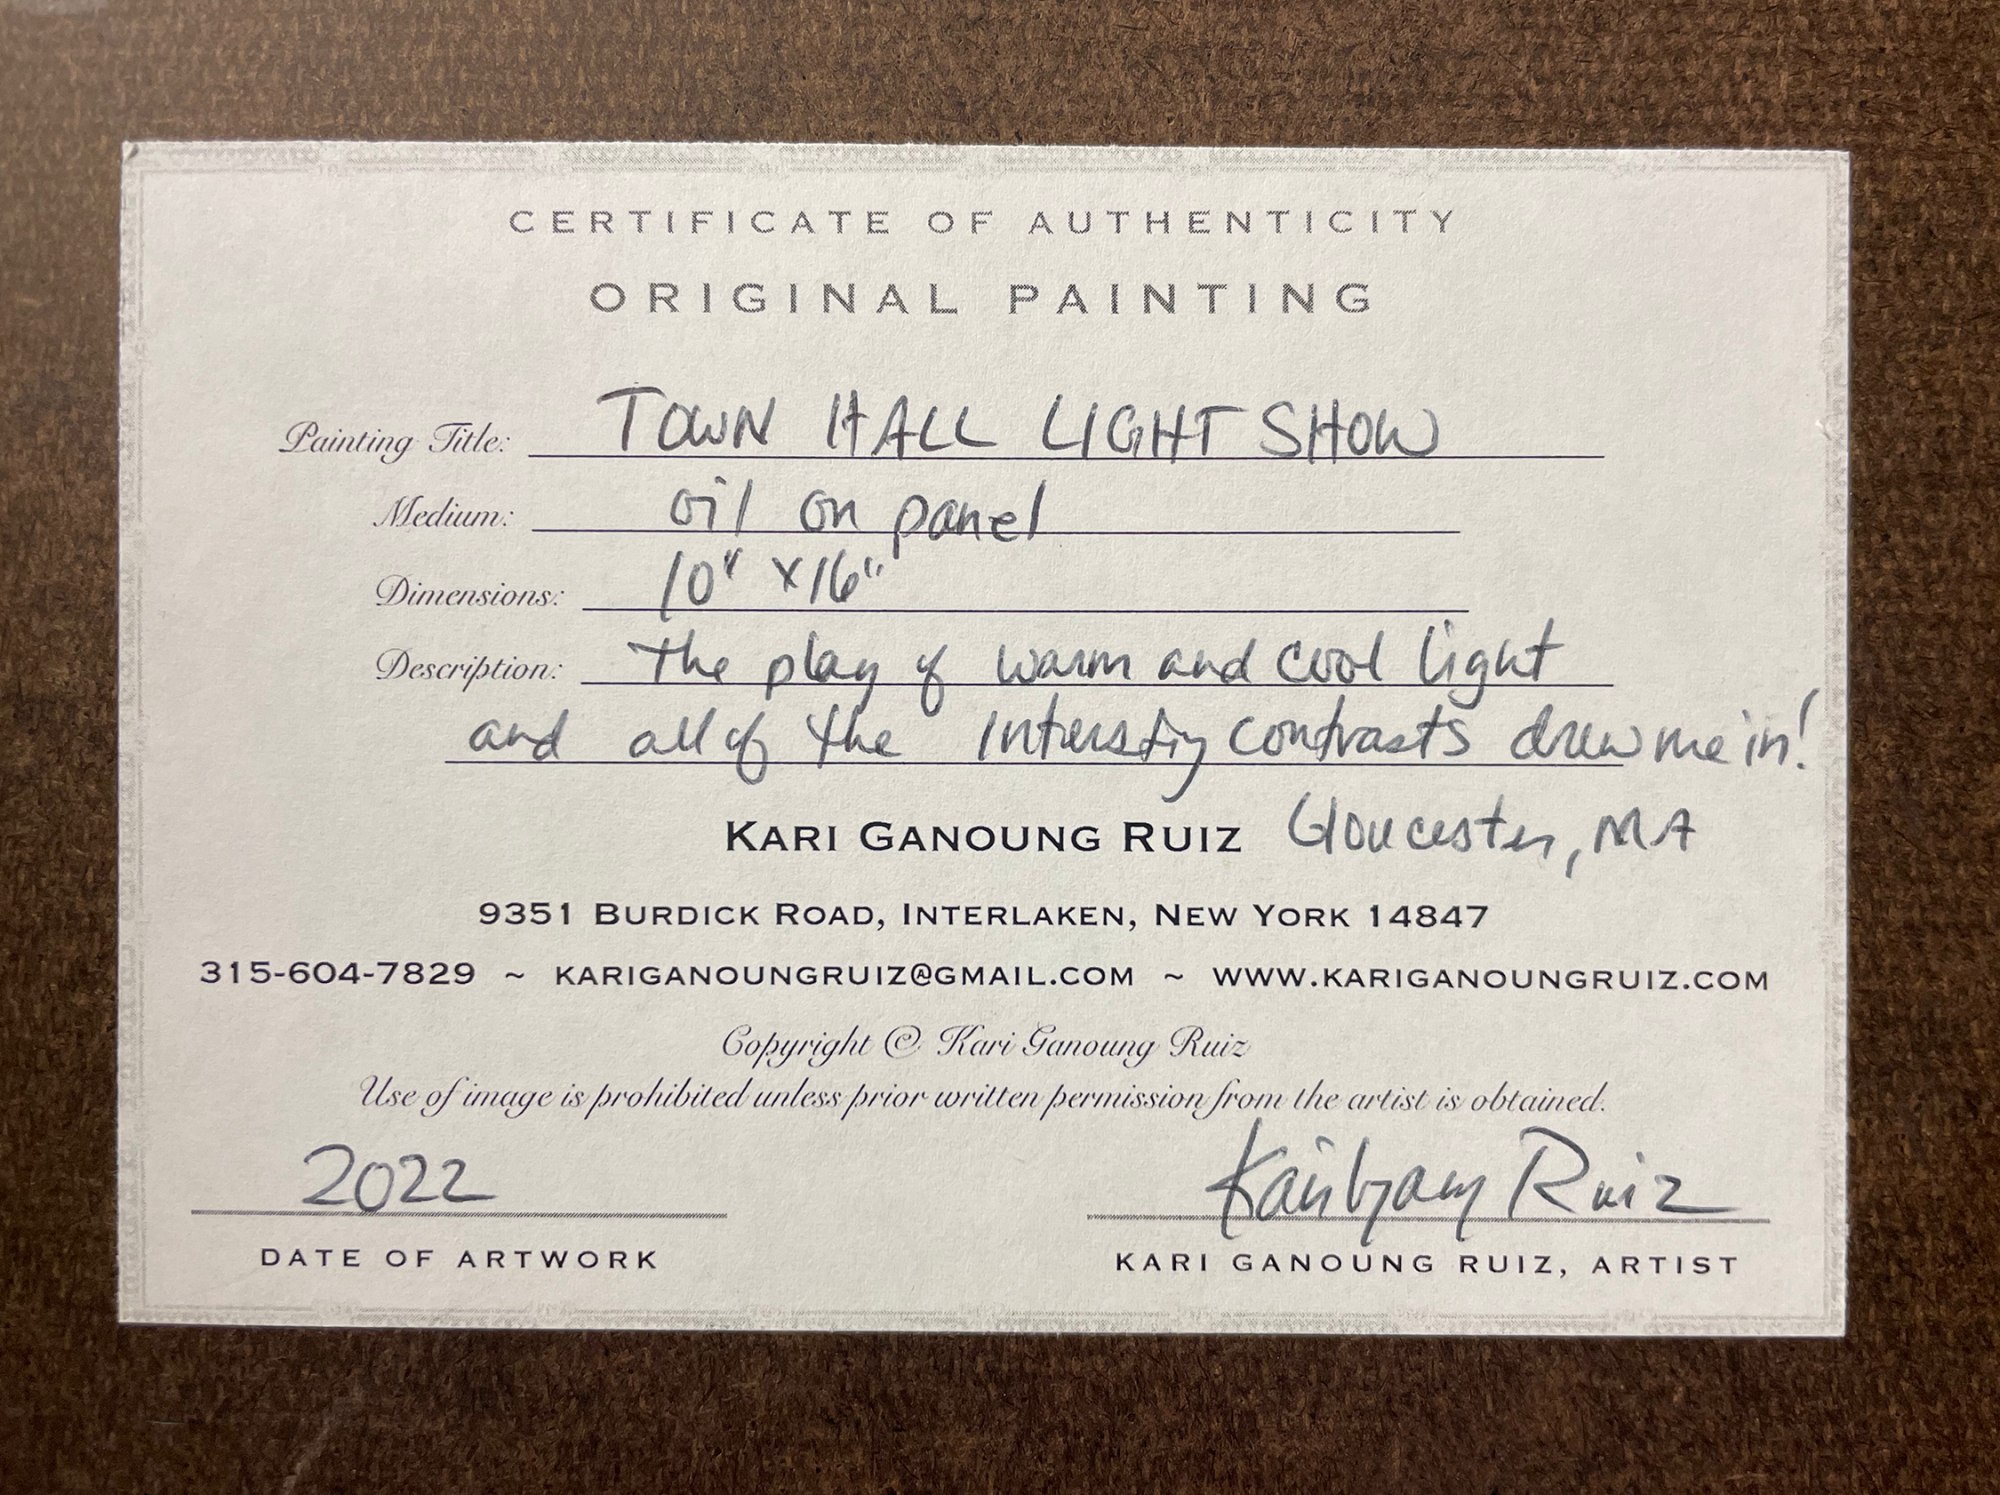 CERTIFICATE OF AUTHENTICITY
ORIGINAL PAINTING
Painting Title: TOWN HALL LIGHT SHOW
Medium: oil on panel
Dimensions: 10" x 16"
Description: the play of warm and cool light
and all of the intersting contrasts drew me in!
KARI GANOUNG RUIZ Gloucester, MA
9351 BURDICK ROAD, INTERLAKEN, NEW YORK 14847
315-604-7829 ~ KARIGANOUNGRUIZ@GMAIL.COM ~ WWW.KARIGANOUNGRUIZ.COM
Copyright © Kari Ganoung Ruiz
Use of image is prohibited unless prior written permission from the artist is obtained.
2022 Kari Ganoung Ruiz
DATE OF ARTWORK KARI GANOUNG RUIZ, ARTIST